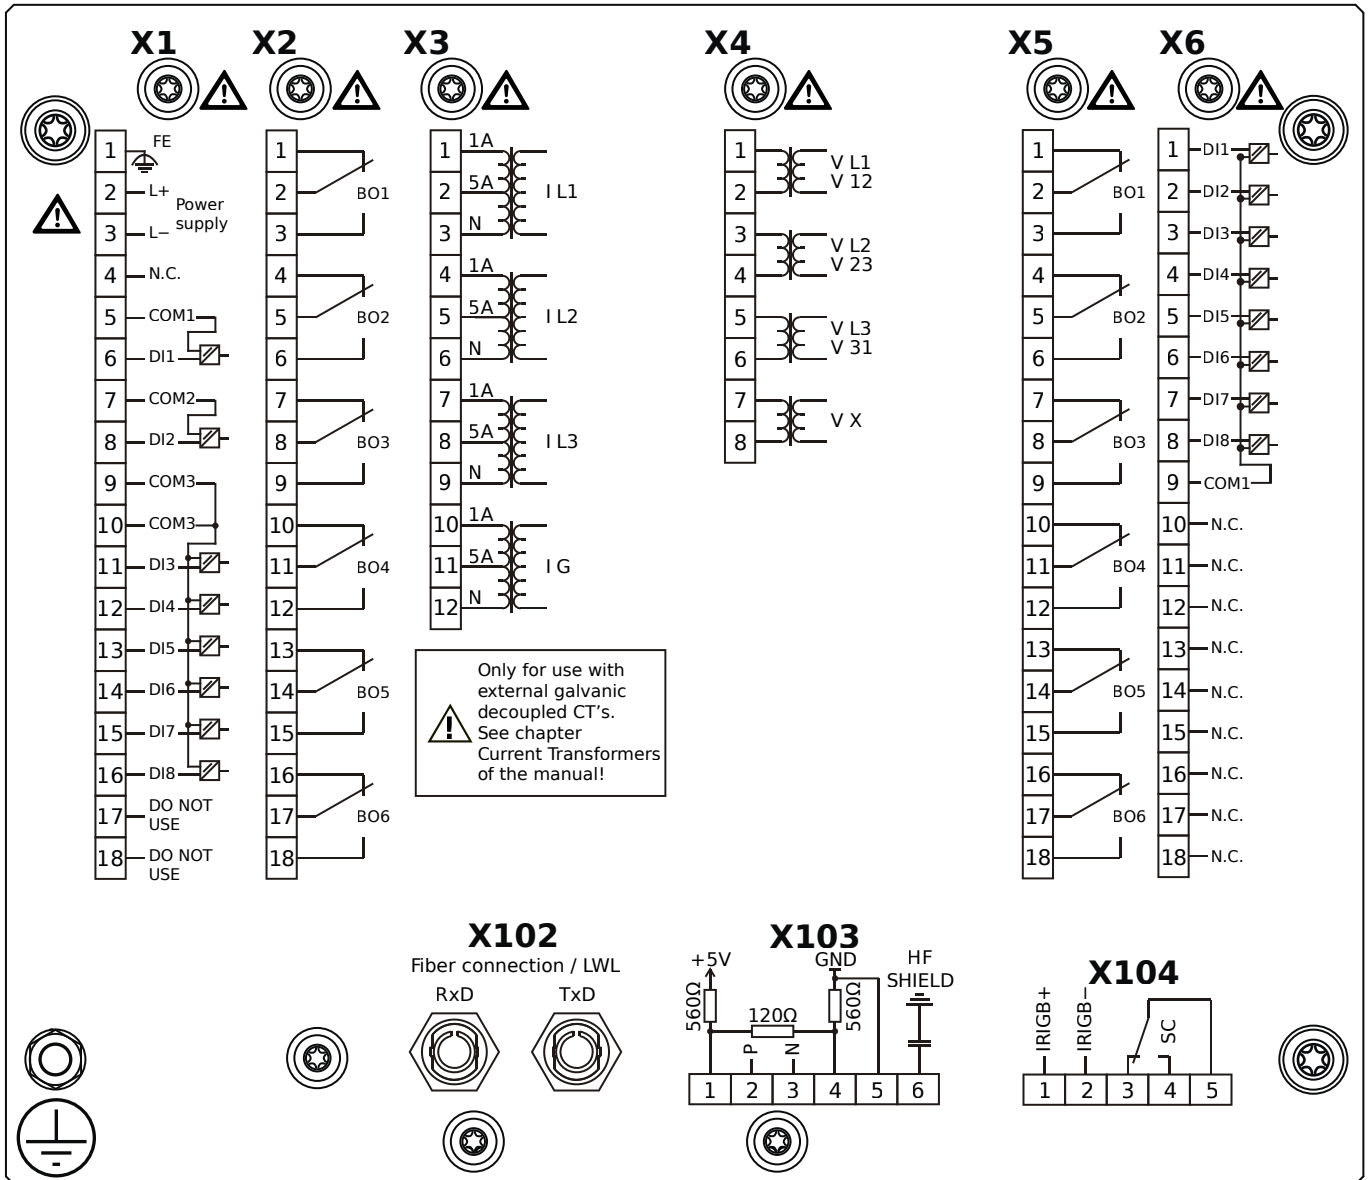 X1
X2
X3
X4
X5
X6
1 FE
2 L+
Power
supply
3 L−
4 N.C.
5 COM1
6 DI1
7 COM2
8 DI2
9 COM3
10 COM3
11 DI3
12 DI4
13 DI5
14 DI6
15 DI7
16 DI8
17 DO NOT
USE
18 DO NOT
USE
1
2 BO1
3
4
5 BO2
6
7
8 BO3
9
10
11 BO4
12
13
14 BO5
15
16
17 BO6
18
1 1A
2 5A I L1
3 N
4 1A
5 5A I L2
6 N
7 1A
8 5A I L3
9 N
10 1A
11 5A I G
12 N
Only for use with
external galvanic
decoupled CT's.
See chapter
Current Transformers
of the manual!
1 V L1
2 V 12
3 V L2
4 V 23
5 V L3
6 V 31
7 V X
8
1
2 BO1
3
4
5 BO2
6
7
8 BO3
9
10
11 BO4
12
13
14 BO5
15
16
17 BO6
18
1 DI1
2 DI2
3 DI3
4 DI4
5 DI5
6 DI6
7 DI7
8 DI8
9 COM1
10 N.C.
11 N.C.
12 N.C.
13 N.C.
14 N.C.
15 N.C.
16 N.C.
17 N.C.
18 N.C.
X102
Fiber connection / LWL
RxD TxD
X103
+5V GND HF
SHIELD
560Ω 120Ω 560Ω
P N
1 2 3 4 5 6
X104
IRIGB+ IRIGB− SC
1 2 3 4 5